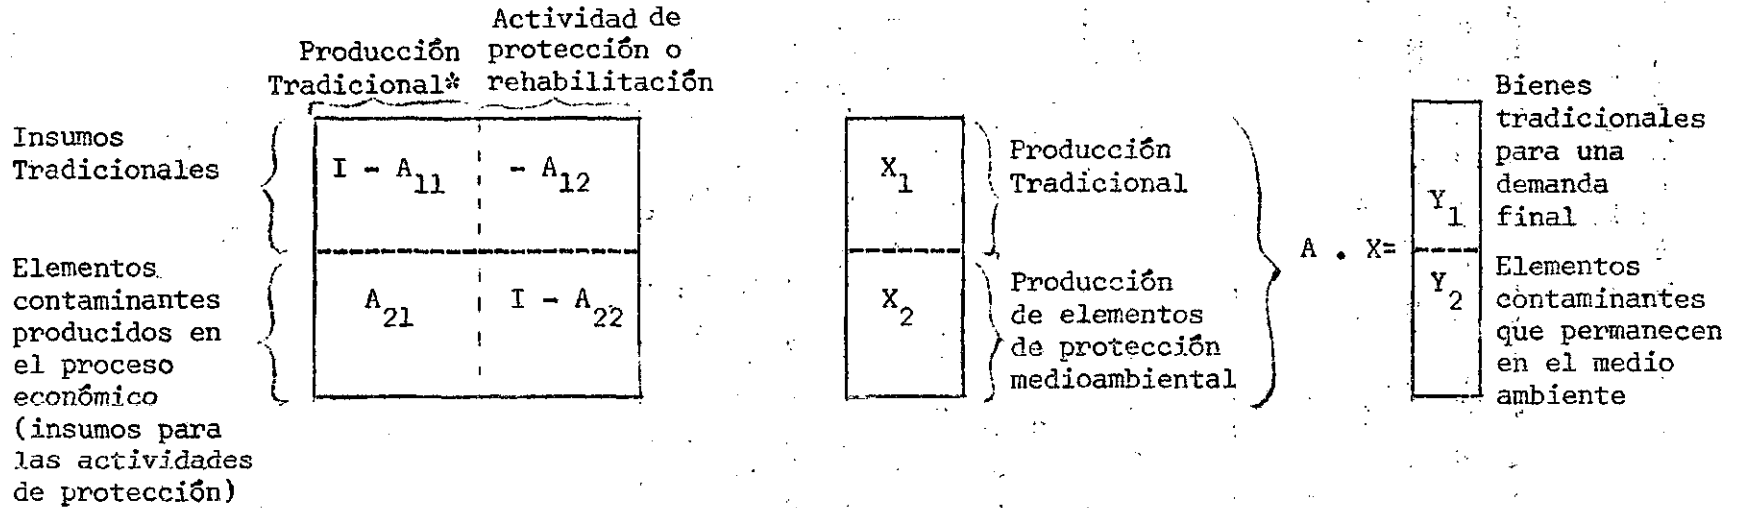 Actividad de
Producción protección o
Tradicional* rehabilitación
Insumos
Tradicionales
I - A11
- A12
Elementos
contaminantes
producidos en
el proceso
económico
(insumos para
las actividades
de protección)
A21
I - A22
X1
Producción
Tradicional
X2
Producción
de elementos
de protección
medioambiental
A . X=
Y1
Bienes
tradicionales
para una
demanda
final
Y2
Elementos
contaminantes
que permanecen
en el medio
ambiente